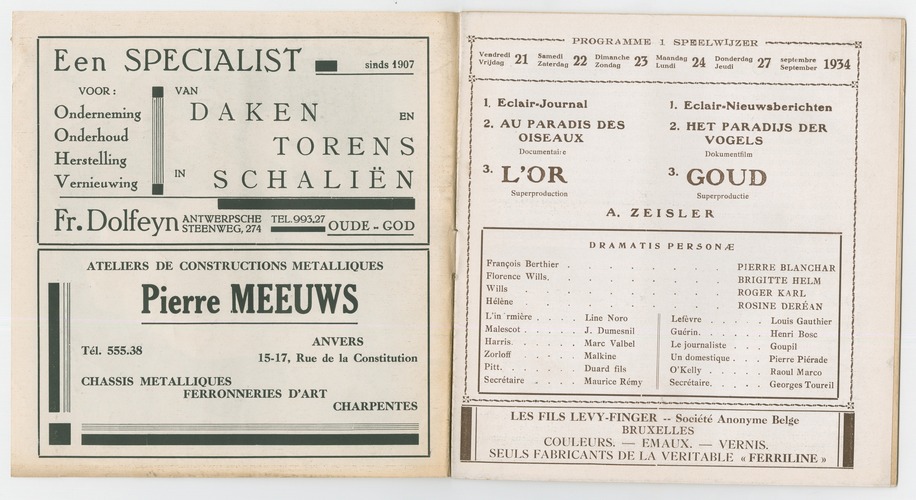 Een SPECIALIST
sinds 1907
VOOR :
Onderneming
Onderhoud
Herstelling
Vernieuwing
VAN
DAKEN
EN
TORENS
IN
SCHALIËN
Fr. Dolfeyn
ANTWERPSCHE
STEENWEG, 274
TEL. 993,27
OUDE - GOD
ATELIERS DE CONSTRUCTIONS METALLIQUES
Pierre MEEUWS
ANVERS
Tél. 555.38
15-17, Rue de la Constitution
CHASSIS METALLIQUES
FERRONNERIES D'ART
CHARPENTES
PROGRAMME 1 SPEELWIJZER
Vendredi Vrijdag 21 Samedi Zaterdag 22 Dimanche Zondag 23 Maandag Lundi 24 Donderdag Jeudi 27 septembre September 1934
1. Eclair-Journal
2. AU PARADIS DES
OISEAUX
Documentaire
3. L'OR
Superproduction
1. Eclair-Nieuwsberichten
2. HET PARADIJS DER
VOGELS
Dokumentfilm
3. GOUD
Superproductie
A. ZEISLER
DRAMATIS PERSONÆ
François Berthier . . . . . . . PIERRE BLANCHAR
Florence Wills. . . . . . . . BRIGITTE HELM
Wills . . . . . . . . ROGER KARL
Hélène . . . . . . . . ROSINE DERÉAN
L'in rmière . . . . Line Noro
Malescot . . . . . J. Dumesnil
Harris. . . . . . Marc Valbel
Zorloff . . . . . Malkine
Pitt. . . . . . Duard fils
Secrétaire . . . . Maurice Rémy
Lefèvre . . . . . Louis Gauthier
Guérin. . . . . . Henri Bosc
Le journaliste . . . . Goupil
Un domestique . . . Pierre Piérade
O'Kelly . . . . . Raoul Marco
Secrétaire. . . . . Georges Toureil
LES FILS LEVY-FINGER -- Société Anonyme Belge
BRUXELLES
COULEURS. — EMAUX. — VERNIS.
SEULS FABRICANTS DE LA VERITABLE « FERRILINE »